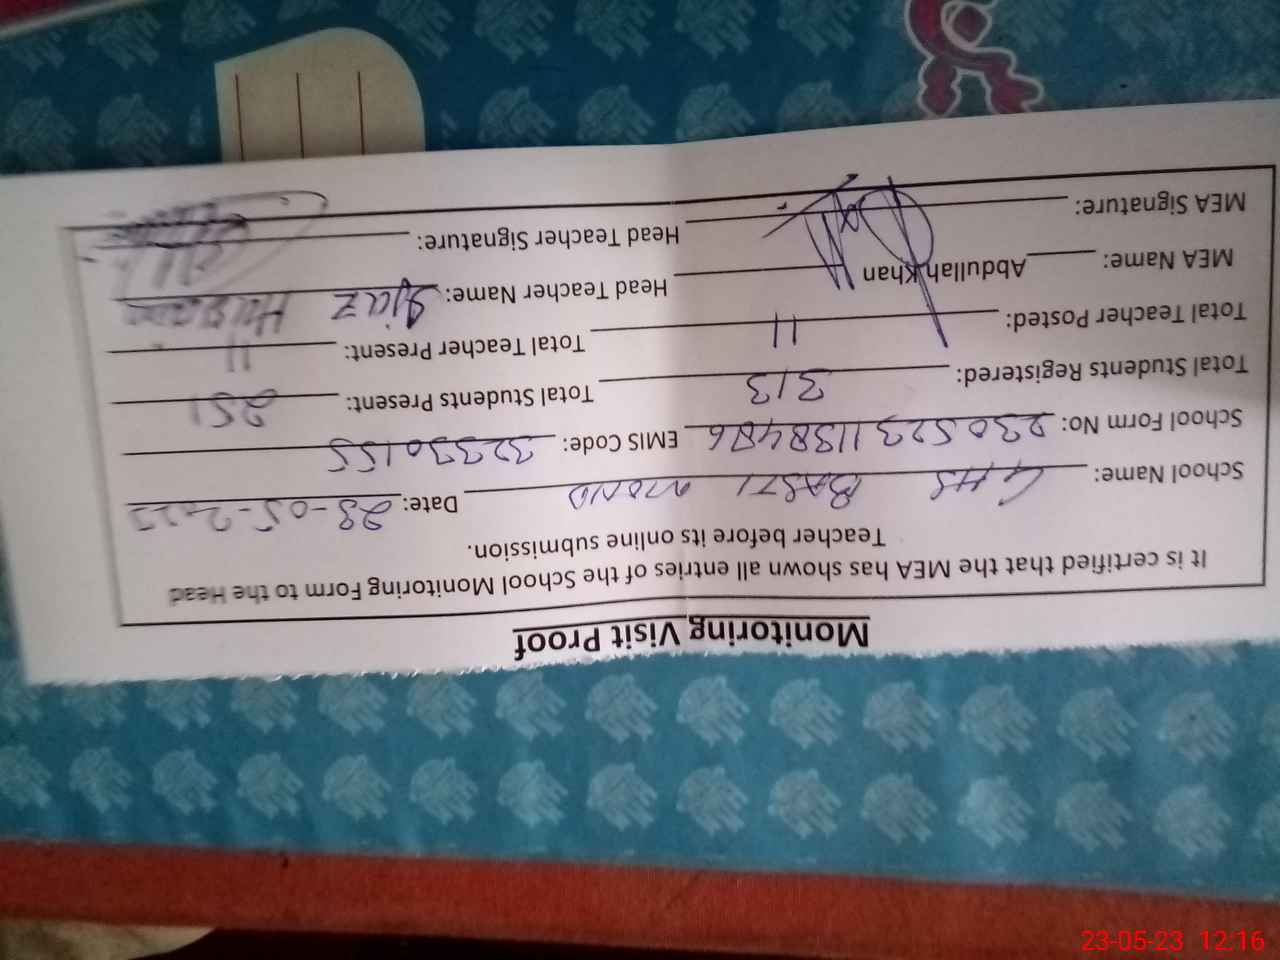 Monitoring Visit Proof
It is certified that the MEA has shown all entries of the School Monitoring Form to the Head
Teacher before its online submission.
School Name: GHS BASTI Date: 23-05-2023
School Form No: EMIS Code: 32330155
Total Students Registered: 313 Total Students Present: 251
Total Teacher Posted: 11 Total Teacher Present: 11
MEA Name: Abdullah Khan Head Teacher Name: Ijaz Hussain
MEA Signature: Head Teacher Signature:
23-05-23 12:16